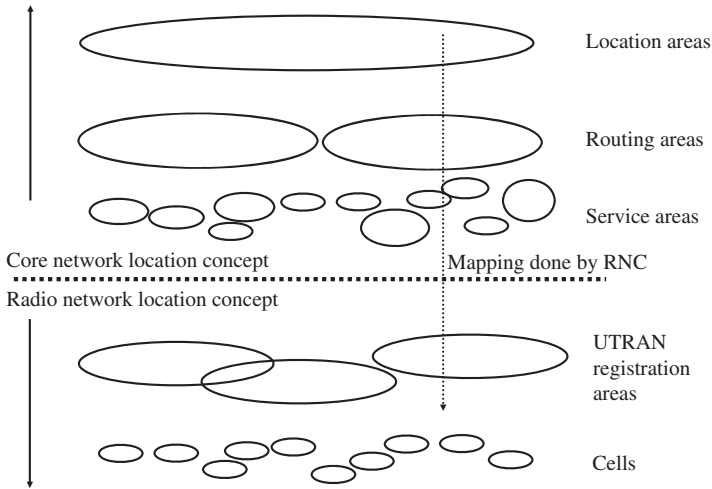 Location areas
Routing areas
Service areas
Core network location concept
Mapping done by RNC
Radio network location concept
UTRAN
registration
areas
Cells